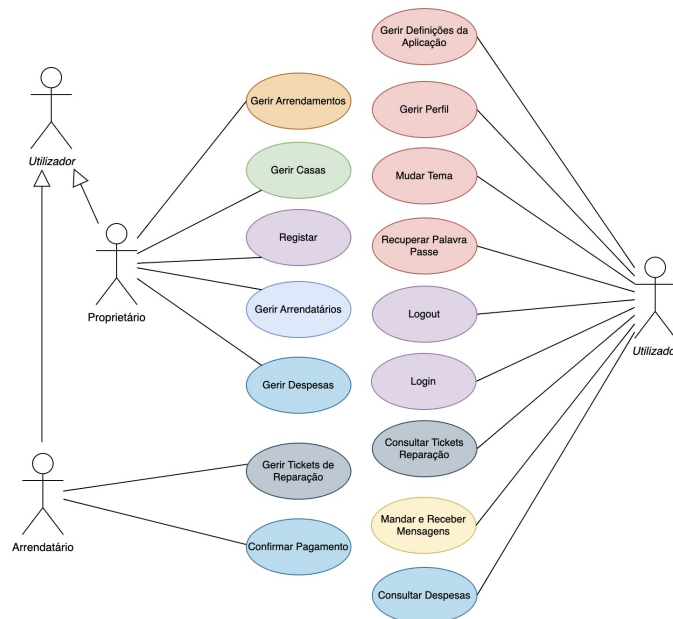 Gerir Definições da
Aplicação
Gerir Arrendamentos
Gerir Perfil
Utilizador
Gerir Casas
Mudar Tema
Registar
Recuperar Palavra
Passe
Proprietário
Gerir Arrendatários
Logout
Utilizador
Gerir Despesas
Login
Consultar Tickets
Reparação
Gerir Tickets de
Reparação
Arrendatário
Confirmar Pagamento
Mandar e Receber
Mensagens
Consultar Despesas